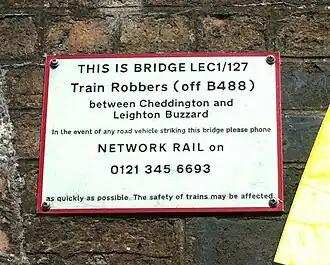 THIS IS BRIDGE LEC1/127
Train Robbers (off B488)
between Cheddington and
Leighton Buzzard
In the event of any road vehicle striking this bridge please phone
NETWORK RAIL on
0121 345 6693
as quickly as possible. The safety of trains may be affected